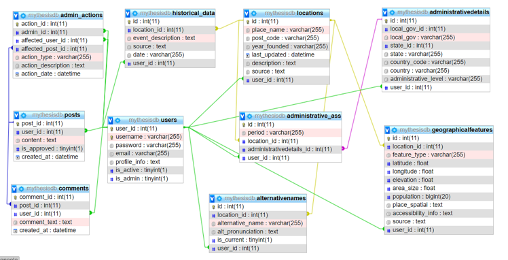 mythesisdb admin_actions
action_id : int(11)
admin_id : int(11)
affected_user_id : int(11)
affected_post_id : int(11)
action_type : varchar(255)
action_description : text
action_date : datetime
mythesisdb historical_data
id : int(11)
location_id : int(11)
event_description : text
source : text
date : varchar(255)
user_id : int(11)
mythesisdb locations
id : int(11)
place_name : varchar(255)
post_code : varchar(255)
year_founded : varchar(255)
last_updated : datetime
description : text
source : text
user_id : int(11)
mythesisdb administrativedetails
id : int(11)
local_gov_id : int(11)
local_gov : varchar(255)
state_id : int(11)
state : varchar(255)
country_code : varchar(255)
country : varchar(255)
administrative_level : varchar(255)
user_id : int(11)
mythesisdb posts
post_id : int(11)
user_id : int(11)
content : text
is_approved : tinyint(1)
created_at : datetime
mythesisdb users
user_id : int(11)
username : varchar(255)
password : varchar(255)
email : varchar(255)
profile_info : text
is_active : tinyint(1)
is_admin : tinyint(1)
mythesisdb administrative_ass
id : int(11)
period : varchar(255)
location_id : int(11)
administrativedetails_id : int(11)
user_id : int(11)
mythesisdb geographicalfeatures
id : int(11)
location_id : int(11)
feature_type : varchar(255)
latitude : float
longitude : float
elevation : float
area_size : float
population : bigint(20)
place_spatial : text
accessibility_info : text
source : text
user_id : int(11)
mythesisdb comments
comment_id : int(11)
post_id : int(11)
user_id : int(11)
comment_text : text
created_at : datetime
mythesisdb alternativenames
id : int(11)
location_id : int(11)
alternative_name : varchar(255)
alt_pronunciation : text
is_current : tinyint(1)
user_id : int(11)